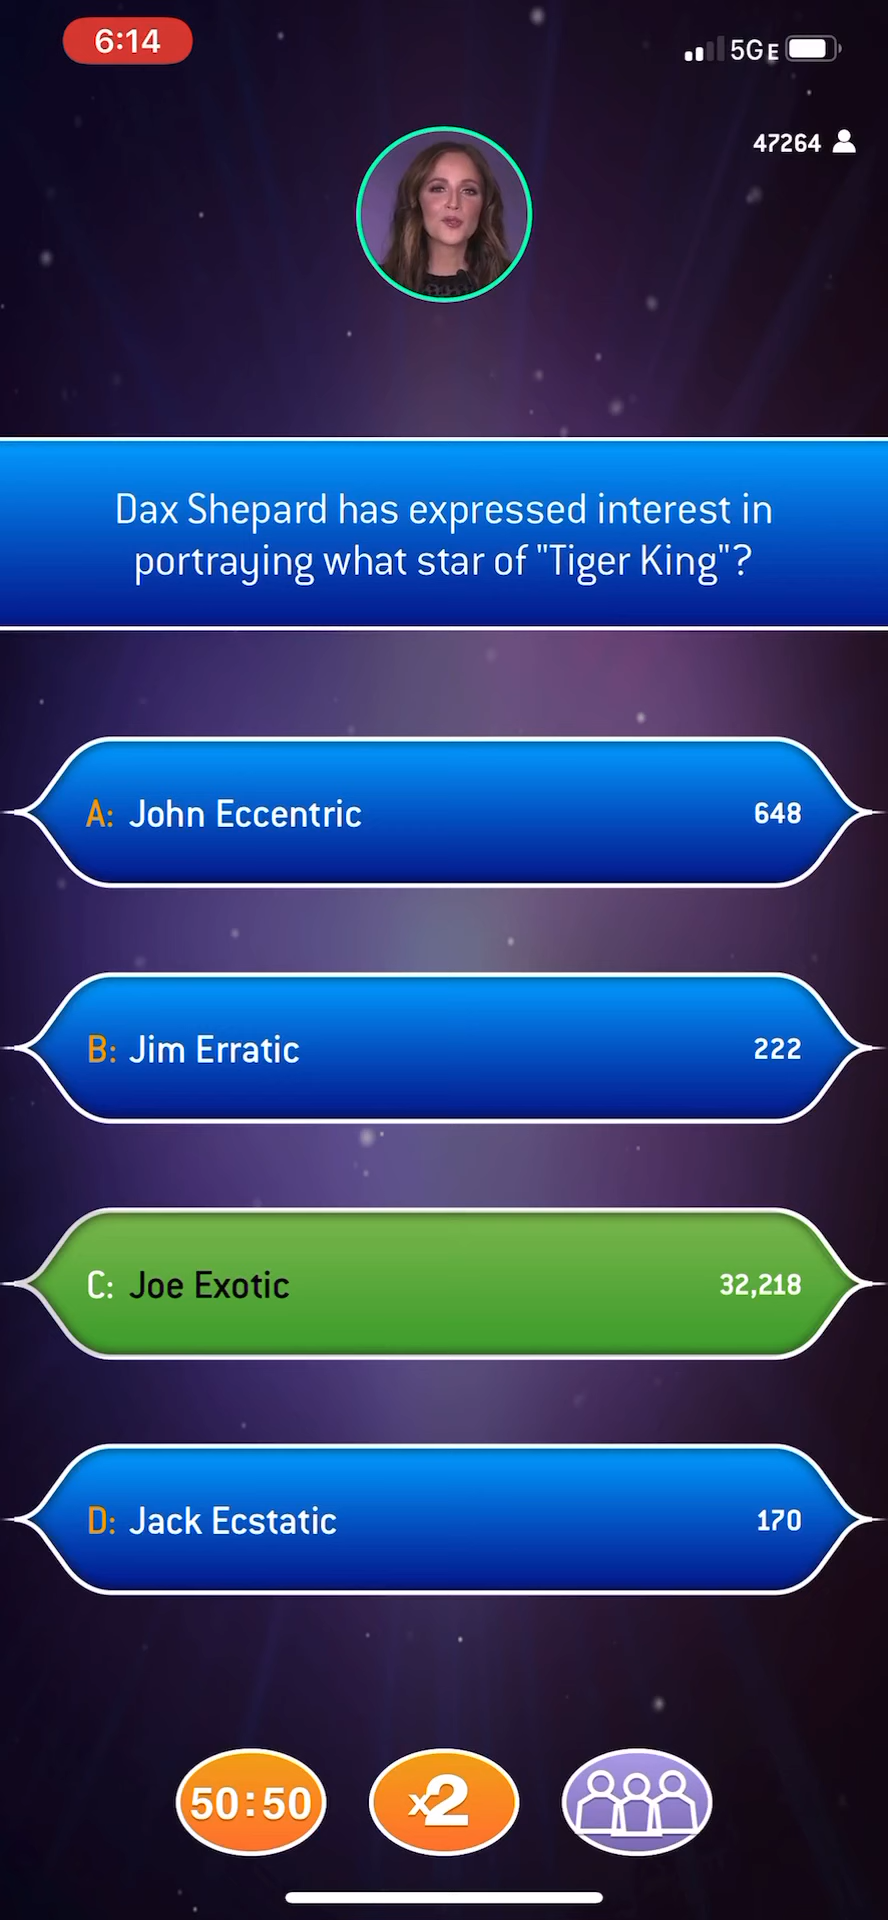 6:14
5GE
47264
Dax Shepard has expressed interest in
portraying what star of "Tiger King"?
A: John Eccentric 648
B: Jim Erratic 222
C: Joe Exotic 32,218
D: Jack Ecstatic 170
50:50 x2